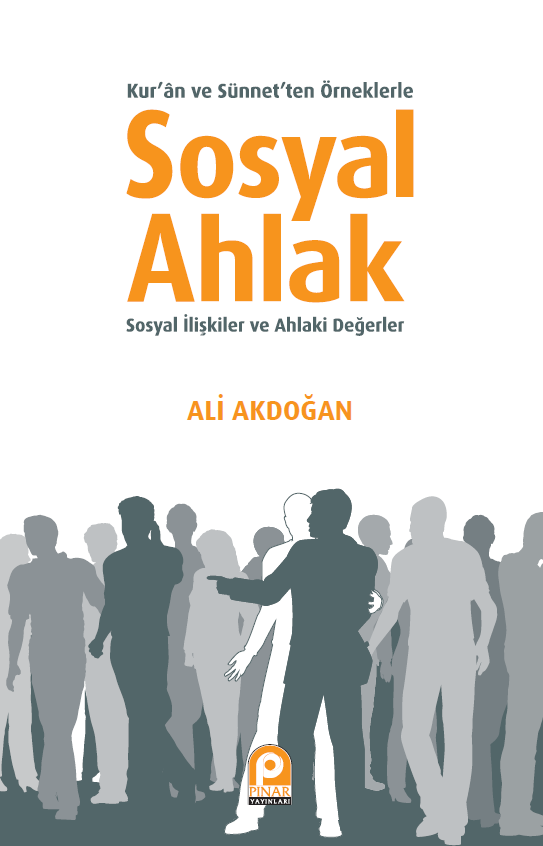 Kur'ân ve Sünnet'ten Örneklerle
Sosyal
Ahlak
Sosyal İlişkiler ve Ahlaki Değerler
ALİ AKDOĞAN
PINAR
YAYINLARI